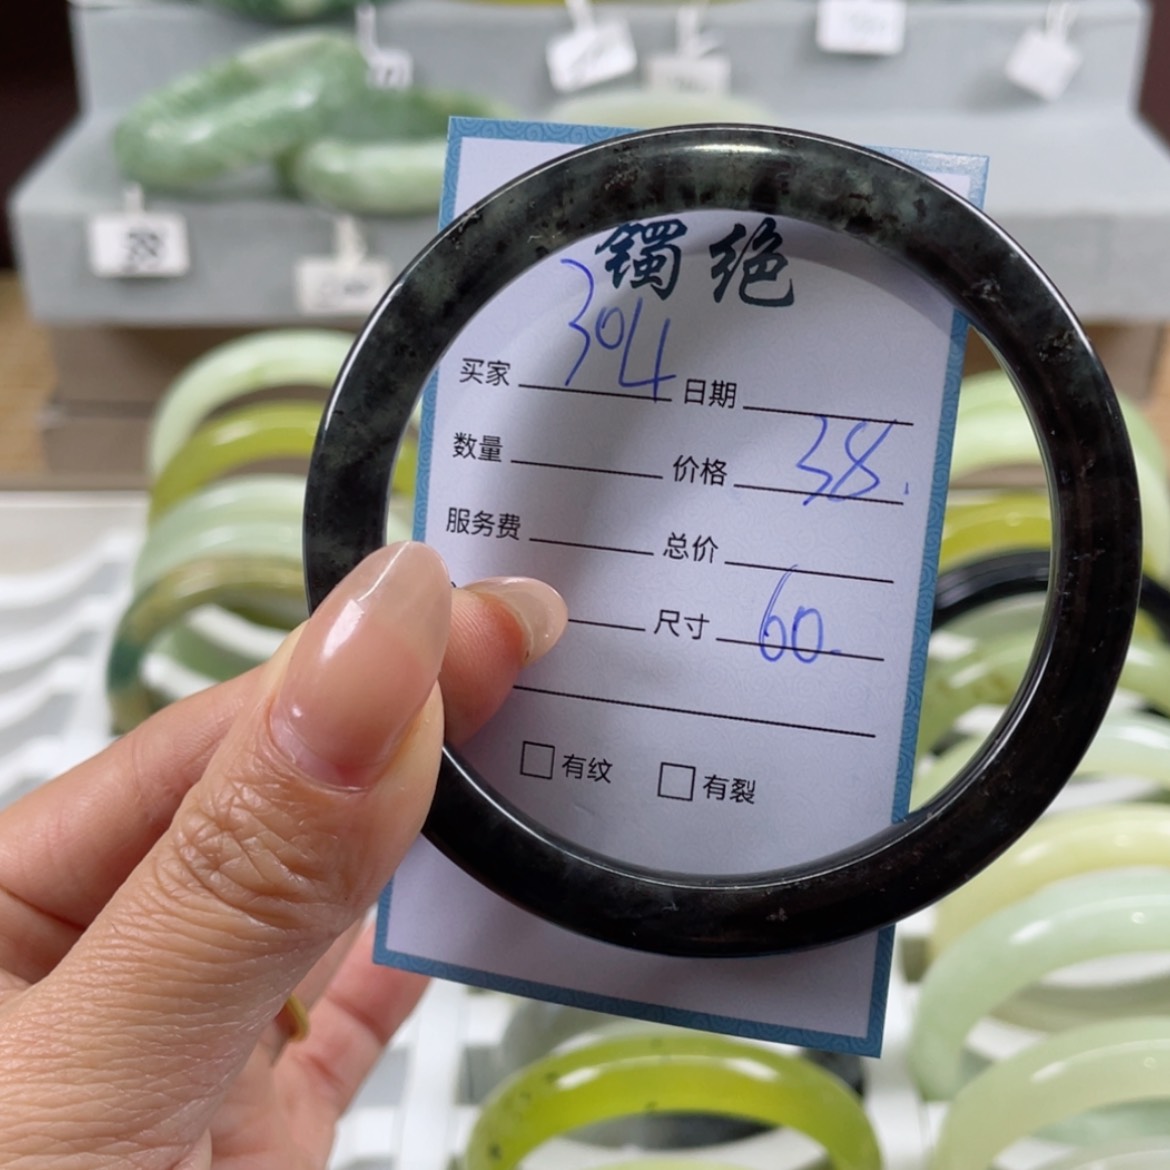 镯绝
买家 304 日期
数量 价格 38.
服务费 总价
尺寸 60.
有纹 有裂